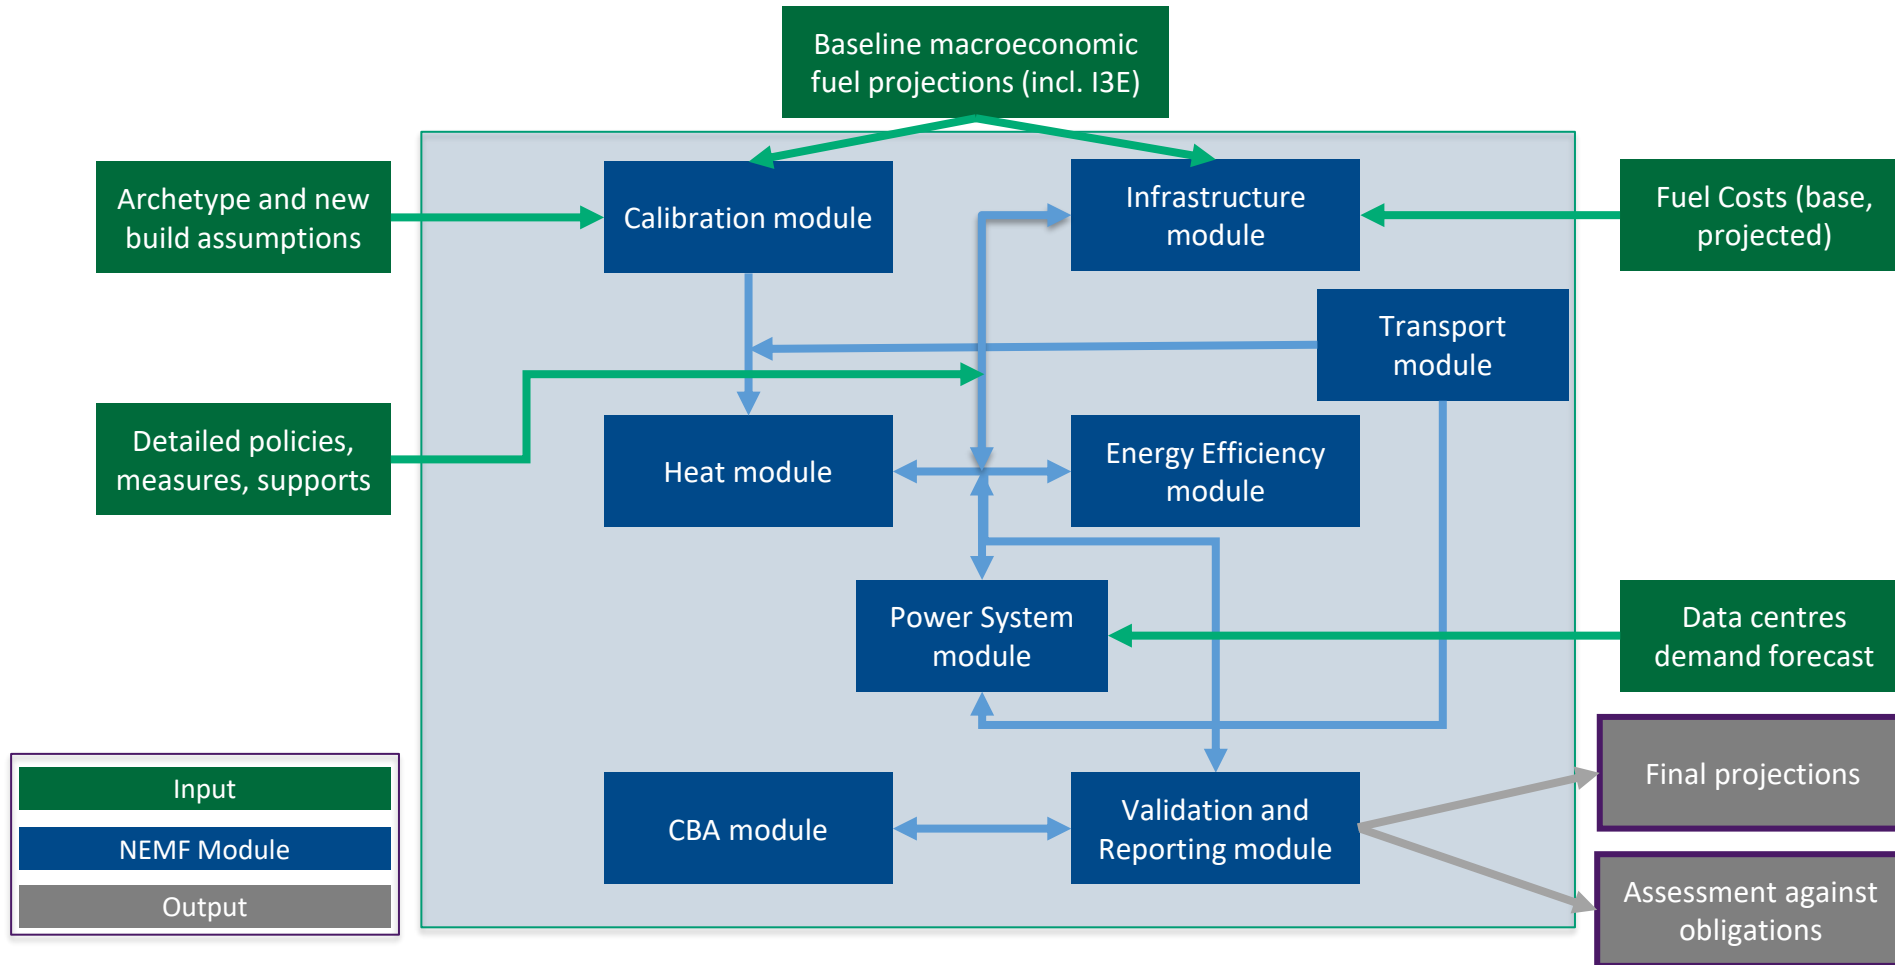 Baseline macroeconomic
fuel projections (incl. I3E)
Archetype and new
build assumptions
Calibration module
Infrastructure
module
Fuel Costs (base,
projected)
Transport
module
Detailed policies,
measures, supports
Heat module
Energy Efficiency
module
Power System
module
Data centres
demand forecast
Input
NEMF Module
Output
CBA module
Validation and
Reporting module
Final projections
Assessment against
obligations